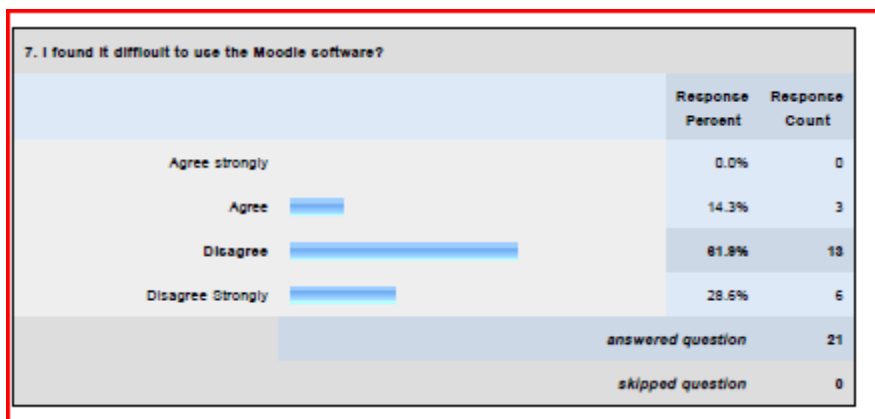 7. I found it difficult to use the Moodle software?
Response Percent Response Count
Agree strongly 0.0% 0
Agree 14.3% 3
Disagree 61.9% 13
Disagree Strongly 28.6% 6
answered question 21
skipped question 0